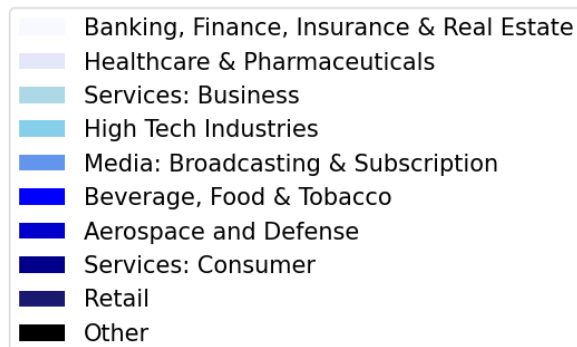 Banking, Finance, Insurance & Real Estate
Healthcare & Pharmaceuticals
Services: Business
High Tech Industries
Media: Broadcasting & Subscription
Beverage, Food & Tobacco
Aerospace and Defense
Services: Consumer
Retail
Other